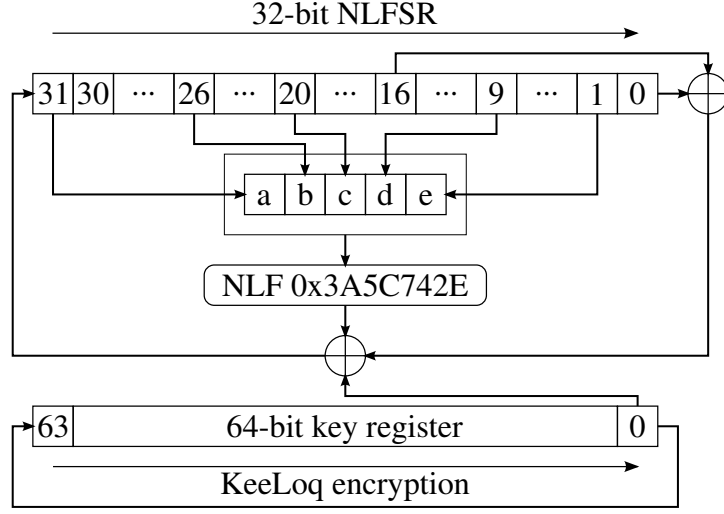 32-bit NLFSR
31 30 ... 26 ... 20 ... 16 ... 9 ... 1 0
a b c d e
NLF 0x3A5C742E
63 64-bit key register 0
KeeLoq encryption